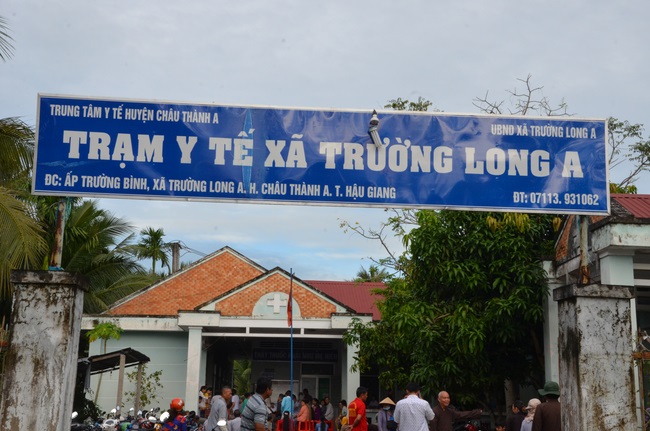 TRUNG TÂM Y TẾ HUYỆN CHÂU THÀNH A
UBND XÃ TRƯỜNG LONG A
TRẠM Y TẾ XÃ TRƯỜNG LONG A
ĐC: ẤP TRƯỜNG BÌNH, XÃ TRƯỜNG LONG A. H. CHÂU THÀNH A. T. HẬU GIANG
ĐT: 07113. 931062